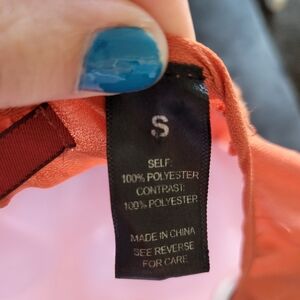 S
SELF:
100% POLYESTER
CONTRAST:
100% POLYESTER
MADE IN CHINA
SEE REVERSE
FOR CARE